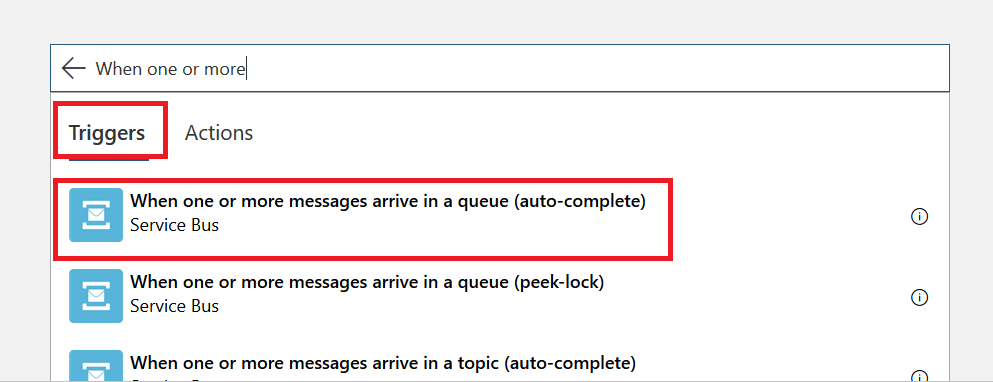 When one or more
Triggers Actions
When one or more messages arrive in a queue (auto-complete)
Service Bus
When one or more messages arrive in a queue (peek-lock)
Service Bus
When one or more messages arrive in a topic (auto-complete)